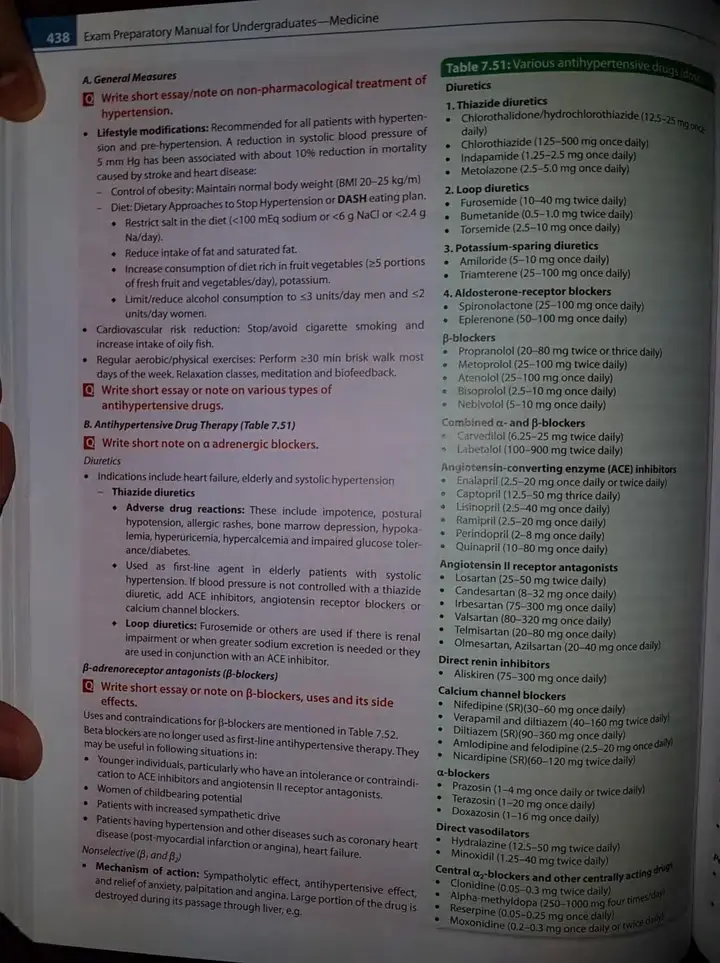 438 Exam Preparatory Manual for Undergraduates—Medicine
A. General Measures
Q Write short essay/note on non-pharmacological treatment of
hypertension.
• Lifestyle modifications: Recommended for all patients with hyperten-
sion and pre-hypertension. A reduction in systolic blood pressure of
5 mm Hg has been associated with about 10% reduction in mortality
caused by stroke and heart disease:
– Control of obesity: Maintain normal body weight (BMI 20–25 kg/m)
– Diet: Dietary Approaches to Stop Hypertension or DASH eating plan.
• Restrict salt in the diet (<100 mEq sodium or <6 g NaCl or <2.4 g
Na/day).
• Reduce intake of fat and saturated fat.
• Increase consumption of diet rich in fruit vegetables (≥5 portions
of fresh fruit and vegetables/day), potassium.
• Limit/reduce alcohol consumption to ≤3 units/day men and ≤2
units/day women.
• Cardiovascular risk reduction: Stop/avoid cigarette smoking and
increase intake of oily fish.
• Regular aerobic/physical exercises: Perform ≥30 min brisk walk most
days of the week. Relaxation classes, meditation and biofeedback.
Q Write short essay or note on various types of
antihypertensive drugs.
B. Antihypertensive Drug Therapy (Table 7.51)
Q Write short note on α adrenergic blockers.
Diuretics
• Indications include heart failure, elderly and systolic hypertension
– Thiazide diuretics
• Adverse drug reactions: These include impotence, postural
hypotension, allergic rashes, bone marrow depression, hypoka-
lemia, hyperuricemia, hypercalcemia and impaired glucose toler-
ance/diabetes.
• Used as first-line agent in elderly patients with systolic
hypertension. If blood pressure is not controlled with a thiazide
diuretic, add ACE inhibitors, angiotensin receptor blockers or
calcium channel blockers.
• Loop diuretics: Furosemide or others are used if there is renal
impairment or when greater sodium excretion is needed or they
are used in conjunction with an ACE inhibitor.
β-adrenoreceptor antagonists (β-blockers)
Q Write short essay or note on β-blockers, uses and its side
effects.
Uses and contraindications for β-blockers are mentioned in Table 7.52.
Beta blockers are no longer used as first-line antihypertensive therapy. They
may be useful in following situations in:
• Younger individuals, particularly who have an intolerance or contraindi-
cation to ACE inhibitors and angiotensin II receptor antagonists.
• Women of childbearing potential
• Patients with increased sympathetic drive
• Patients having hypertension and other diseases such as coronary heart
disease (post-myocardial infarction or angina), heart failure.
Nonselective (β1 and β2)
• Mechanism of action: Sympatholytic effect, antihypertensive effect,
and relief of anxiety, palpitation and angina. Large portion of the drug is
destroyed during its passage through liver, e.g.
Table 7.51: Various antihypertensive drugs
Diuretics
1. Thiazide diuretics
• Chlorothalidone/hydrochlorothiazide (12.5–25 mg once
daily)
• Chlorothiazide (125–500 mg once daily)
• Indapamide (1.25–2.5 mg once daily)
• Metolazone (2.5–5.0 mg once daily)
2. Loop diuretics
• Furosemide (10–40 mg twice daily)
• Bumetanide (0.5–1.0 mg twice daily)
• Torsemide (2.5–10 mg once daily)
3. Potassium-sparing diuretics
• Amiloride (5–10 mg once daily)
• Triamterene (25–100 mg once daily)
4. Aldosterone-receptor blockers
• Spironolactone (25–100 mg once daily)
• Eplerenone (50–100 mg once daily)
β-blockers
• Propranolol (20–80 mg twice or thrice daily)
• Metoprolol (25–100 mg twice daily)
• Atenolol (25–100 mg once daily)
• Bisoprolol (2.5–10 mg once daily)
• Nebivolol (5–10 mg once daily)
Combined α- and β-blockers
• Carvedilol (6.25–25 mg twice daily)
• Labetalol (100–900 mg twice daily)
Angiotensin-converting enzyme (ACE) inhibitors
• Enalapril (2.5–20 mg once daily or twice daily)
• Captopril (12.5–50 mg thrice daily)
• Lisinopril (2.5–40 mg once daily)
• Ramipril (2.5–20 mg once daily)
• Perindopril (2–8 mg once daily)
• Quinapril (10–80 mg once daily)
Angiotensin II receptor antagonists
• Losartan (25–50 mg twice daily)
• Candesartan (8–32 mg once daily)
• Irbesartan (75–300 mg once daily)
• Valsartan (80–320 mg once daily)
• Telmisartan (20–80 mg once daily)
• Olmesartan, Azilsartan (20–40 mg once daily)
Direct renin inhibitors
• Aliskiren (75–300 mg once daily)
Calcium channel blockers
• Nifedipine (SR)(30–60 mg once daily)
• Verapamil and diltiazem (40–160 mg twice daily)
• Diltiazem (SR)(90–360 mg once daily)
• Amlodipine and felodipine (2.5–20 mg once daily)
• Nicardipine (SR)(60–120 mg twice daily)
α-blockers
• Prazosin (1–4 mg once daily or twice daily)
• Terazosin (1–20 mg once daily)
• Doxazosin (1–16 mg once daily)
Direct vasodilators
• Hydralazine (12.5–50 mg twice daily)
• Minoxidil (1.25–40 mg twice daily)
Central α2-blockers and other centrally acting drugs
• Clonidine (0.05–0.3 mg twice daily)
• Alpha-methyldopa (250–1000 mg four times/day)
• Reserpine (0.05–0.25 mg once daily)
• Moxonidine (0.2–0.3 mg once daily or twice daily)